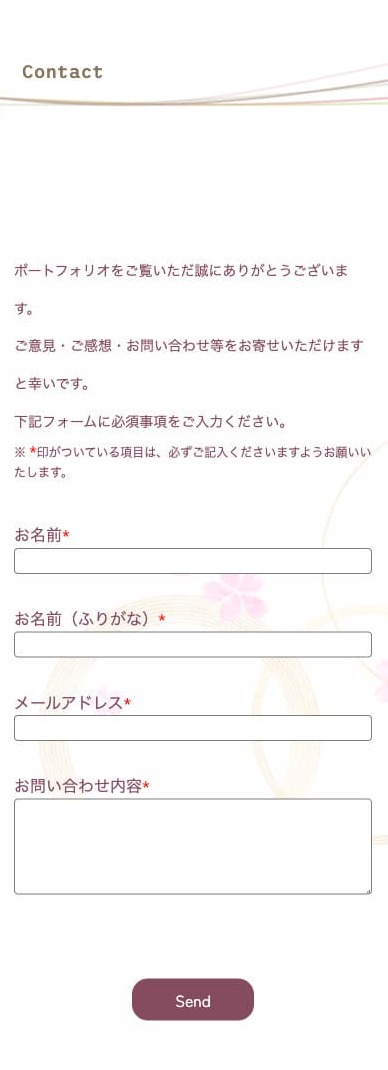 Contact
ポートフォリオをご覧いただ誠にありがとうございま
す。
ご意見・ご感想・お問い合わせ等をお寄せいただけます
と幸いです。
下記フォームに必須事項をご入力ください。
※ *印がついている項目は、必ずご記入くださいますようお願いい
たします。
お名前*
お名前（ふりがな）*
メールアドレス*
お問い合わせ内容*
Send